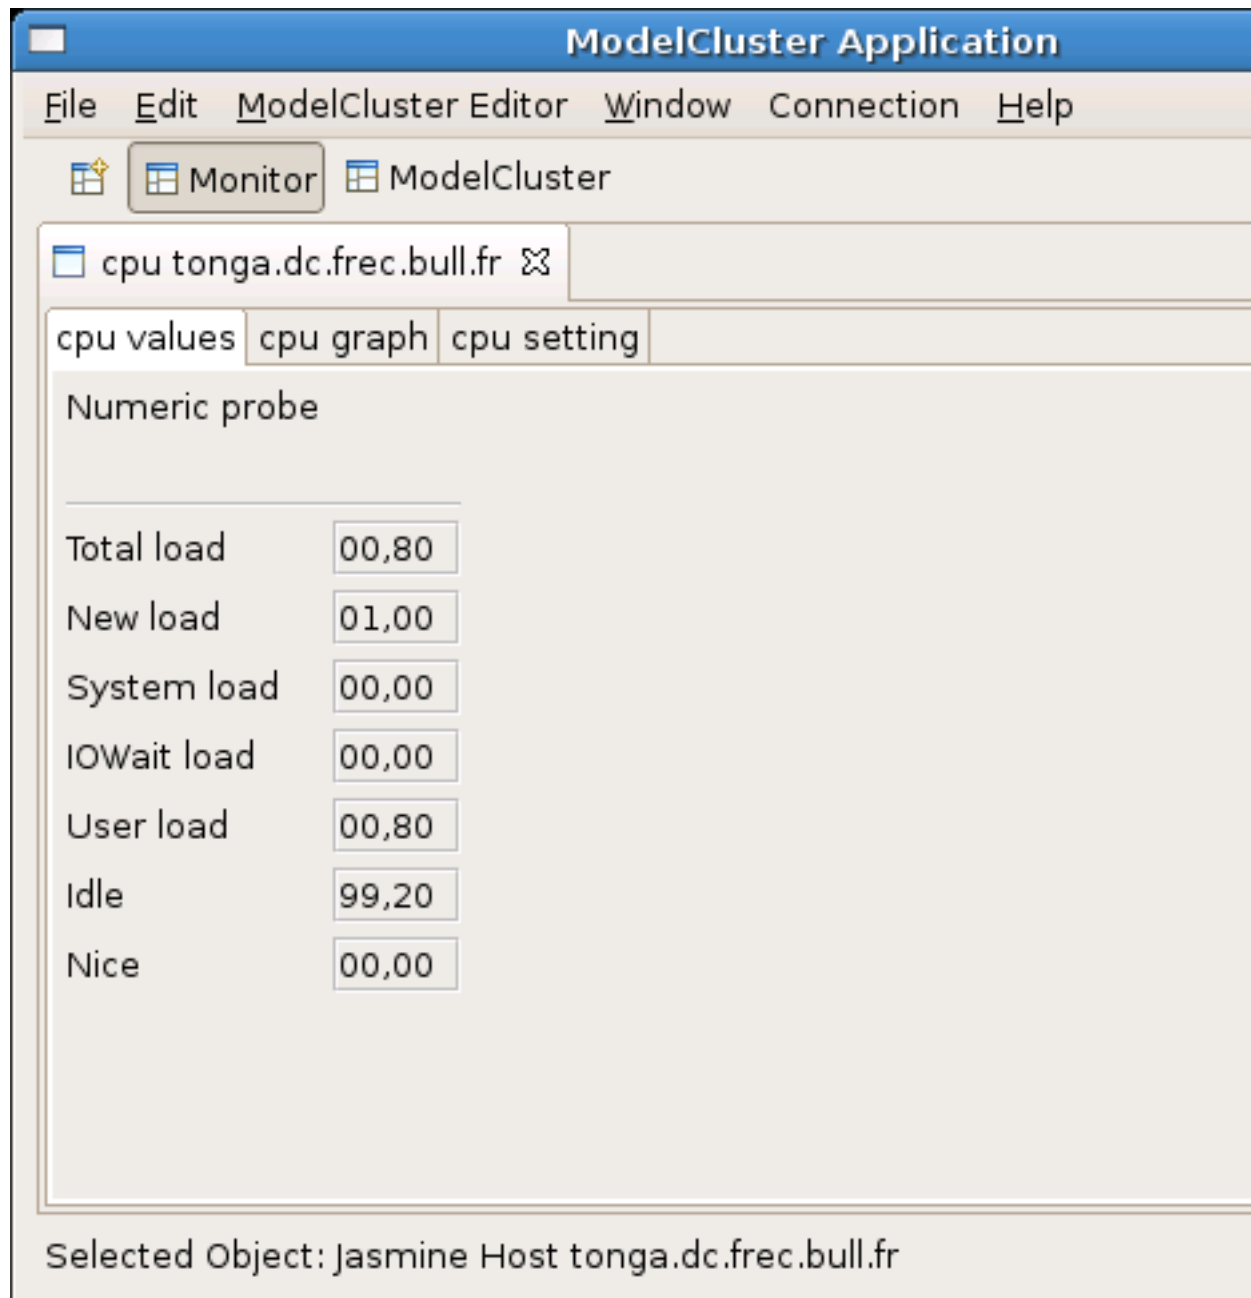 ModelCluster Application
File Edit ModelCluster Editor Window Connection Help
Monitor ModelCluster
cpu tonga.dc.frec.bull.fr
cpu values cpu graph cpu setting
Numeric probe
Total load 00,80
New load 01,00
System load 00,00
IOWait load 00,00
User load 00,80
Idle 99,20
Nice 00,00
Selected Object: Jasmine Host tonga.dc.frec.bull.fr